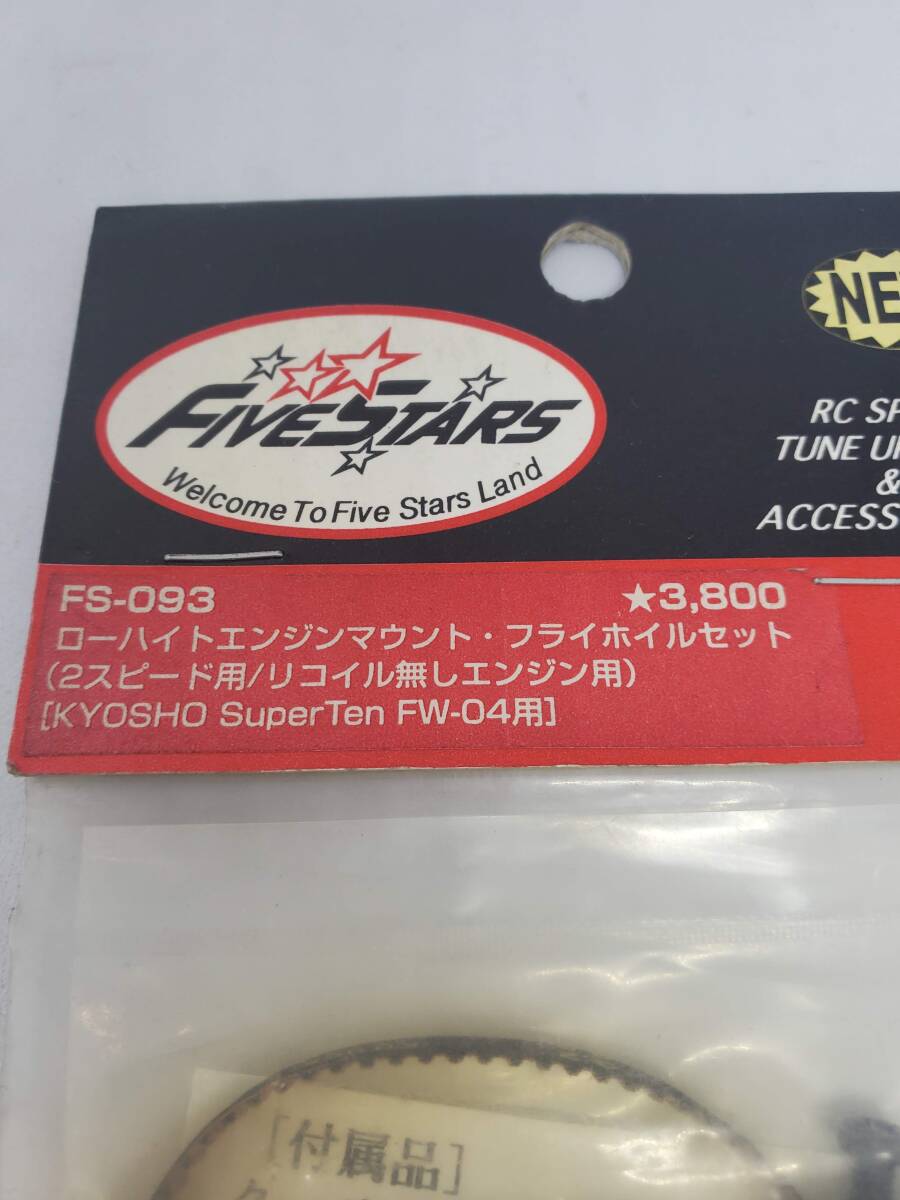 FIVESTARS
Welcome To Five Stars Land
RC
TUNE
&
FS-093 ★3,800
ローハイトエンジンマウント・フライホイルセット
(2スピード用/リコイル無しエンジン用)
[KYOSHO SuperTen FW-04用]
[付属品]